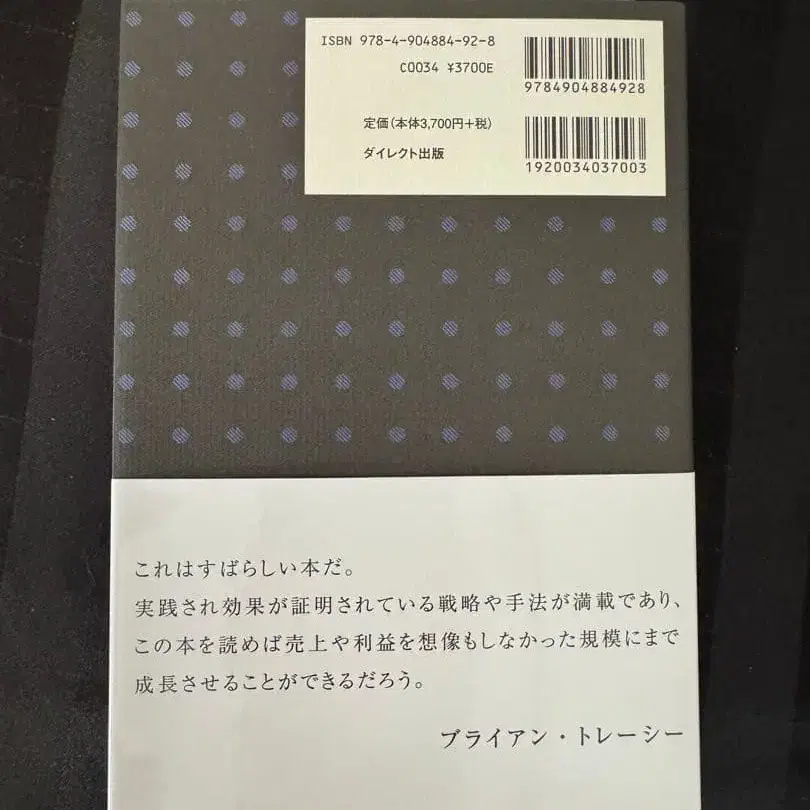 ISBN 978-4-904884-92-8
C0034 ¥3700E
9784904884928
定価(本体3,700円+税)
ダイレクト出版
1920034037003
これはすばらしい本だ。
実践され効果が証明されている戦略や手法が満載であり、
この本を読めば売上や利益を想像もしなかった規模にまで
成長させることができるだろう。
ブライアン・トレーシー